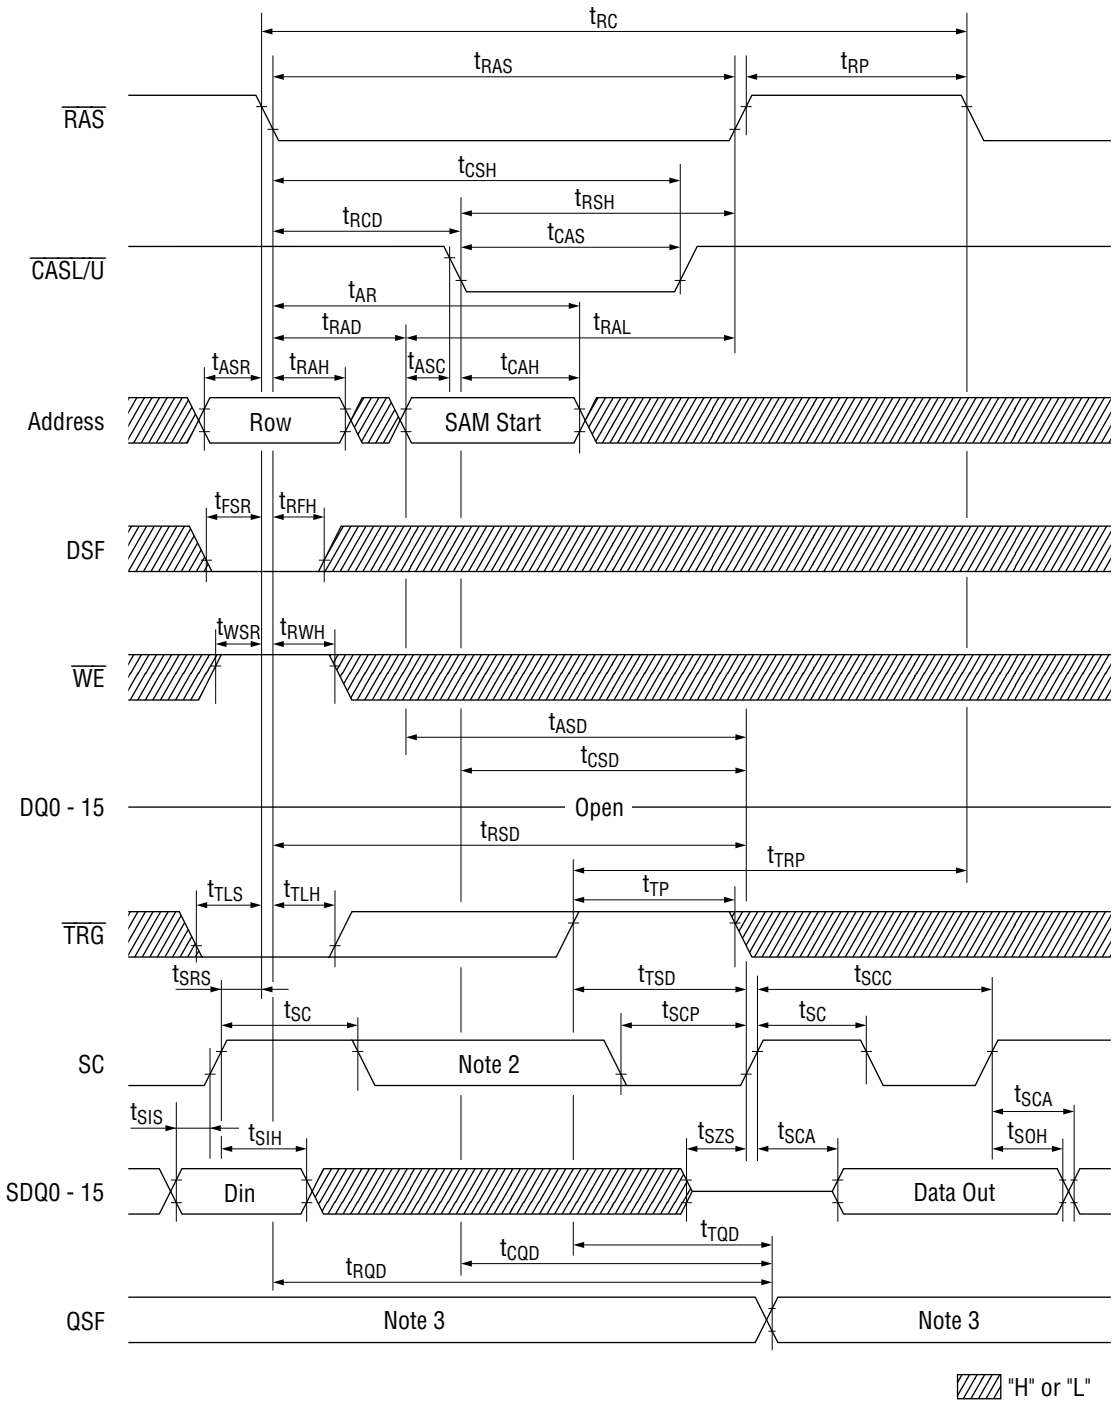 tRC
tRAS tRP
RAS
tCSH
tRSH
tRCD
tCAS
CASL/U
tAR
tRAD tRAL
tASR tRAH tASC tCAH
Address Row SAM Start
tFSR tRFH
DSF
tWSR tRWH
WE
tASD
tCSD
DQ0 - 15 Open
tRSD
tTRP
tTLS tTLH tTP
TRG
tSRS tTSD tSCC
tSC tSCP tSC
SC Note 2
tSIS tSCA
tSIH tSZS tSCA tSOH
SDQ0 - 15 Din Data Out
tTQD
tCQD
tRQD
QSF Note 3 Note 3
"H" or "L"